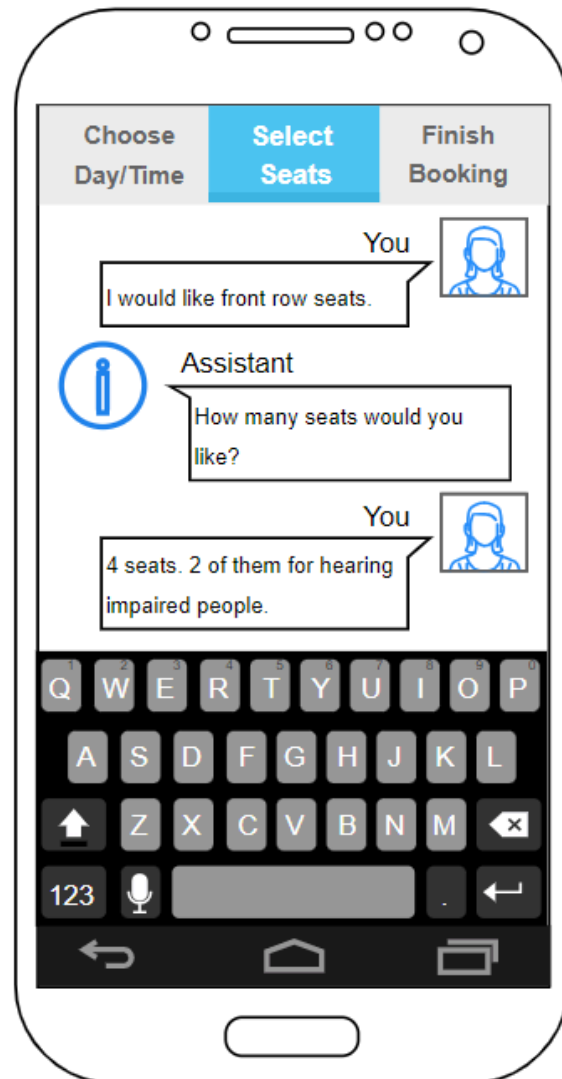 Choose Day/Time
Select Seats
Finish Booking
You
I would like front row seats.
Assistant
How many seats would you
like?
You
4 seats. 2 of them for hearing
impaired people.
1 2 3 4 5 6 7 8 9 0
Q W E R T Y U I O P
A S D F G H J K L
Z X C V B N M
123 .